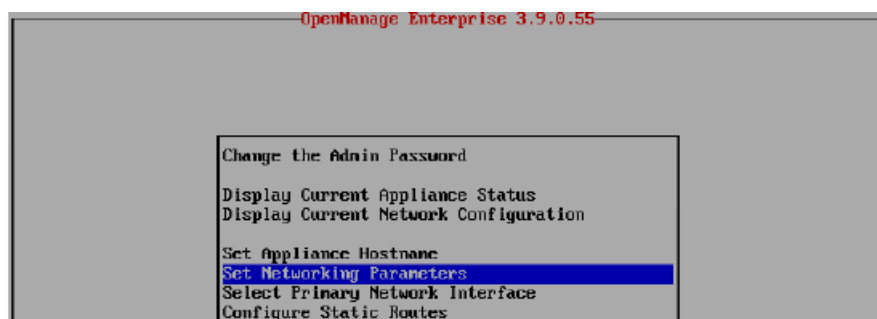 OpenManage Enterprise 3.9.0.55
Change the Admin Password
Display Current Appliance Status
Display Current Network Configuration
Set Appliance Hostname
Set Networking Parameters
Select Primary Network Interface
Configure Static Routes